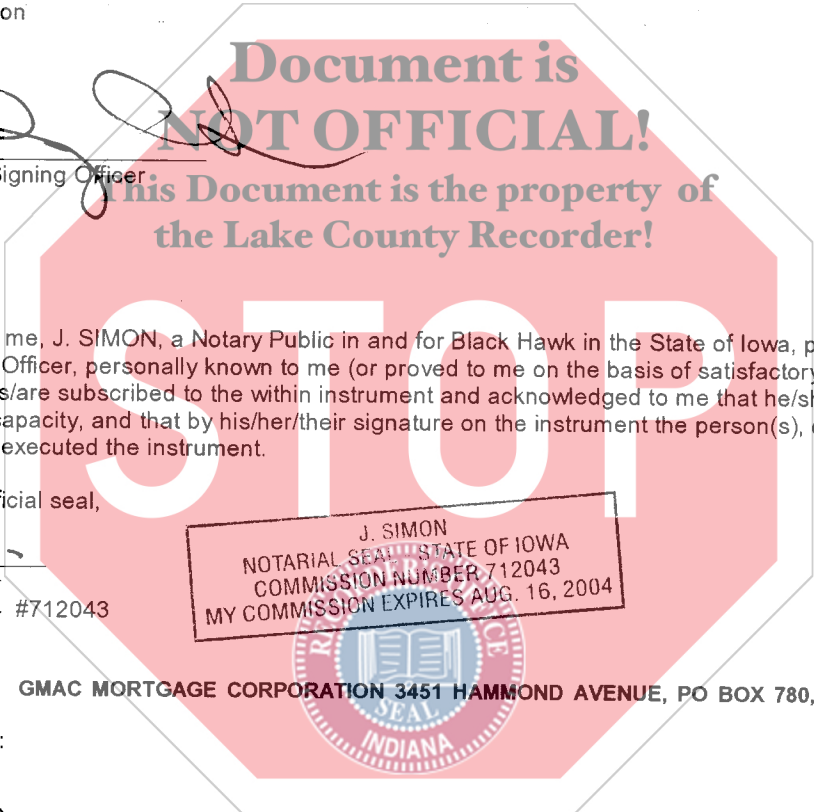 on
Document is
NOT OFFICIAL!
Signing Officer
This Document is the property of
the Lake County Recorder!
STOP
me, J. SIMON, a Notary Public in and for Black Hawk in the State of Iowa, p
Officer, personally known to me (or proved to me on the basis of satisfactory
s/are subscribed to the within instrument and acknowledged to me that he/sh
apacity, and that by his/her/their signature on the instrument the person(s),
executed the instrument.
ficial seal,
J. SIMON
NOTARIAL SEAL STATE OF IOWA
COMMISSION NUMBER 712043
MY COMMISSION EXPIRES AUG. 16, 2004
#712043
RECORDER'S OFFICE
GMAC MORTGAGE CORPORATION 3451 HAMMOND AVENUE, PO BOX 780,
SEAL
INDIANA
: